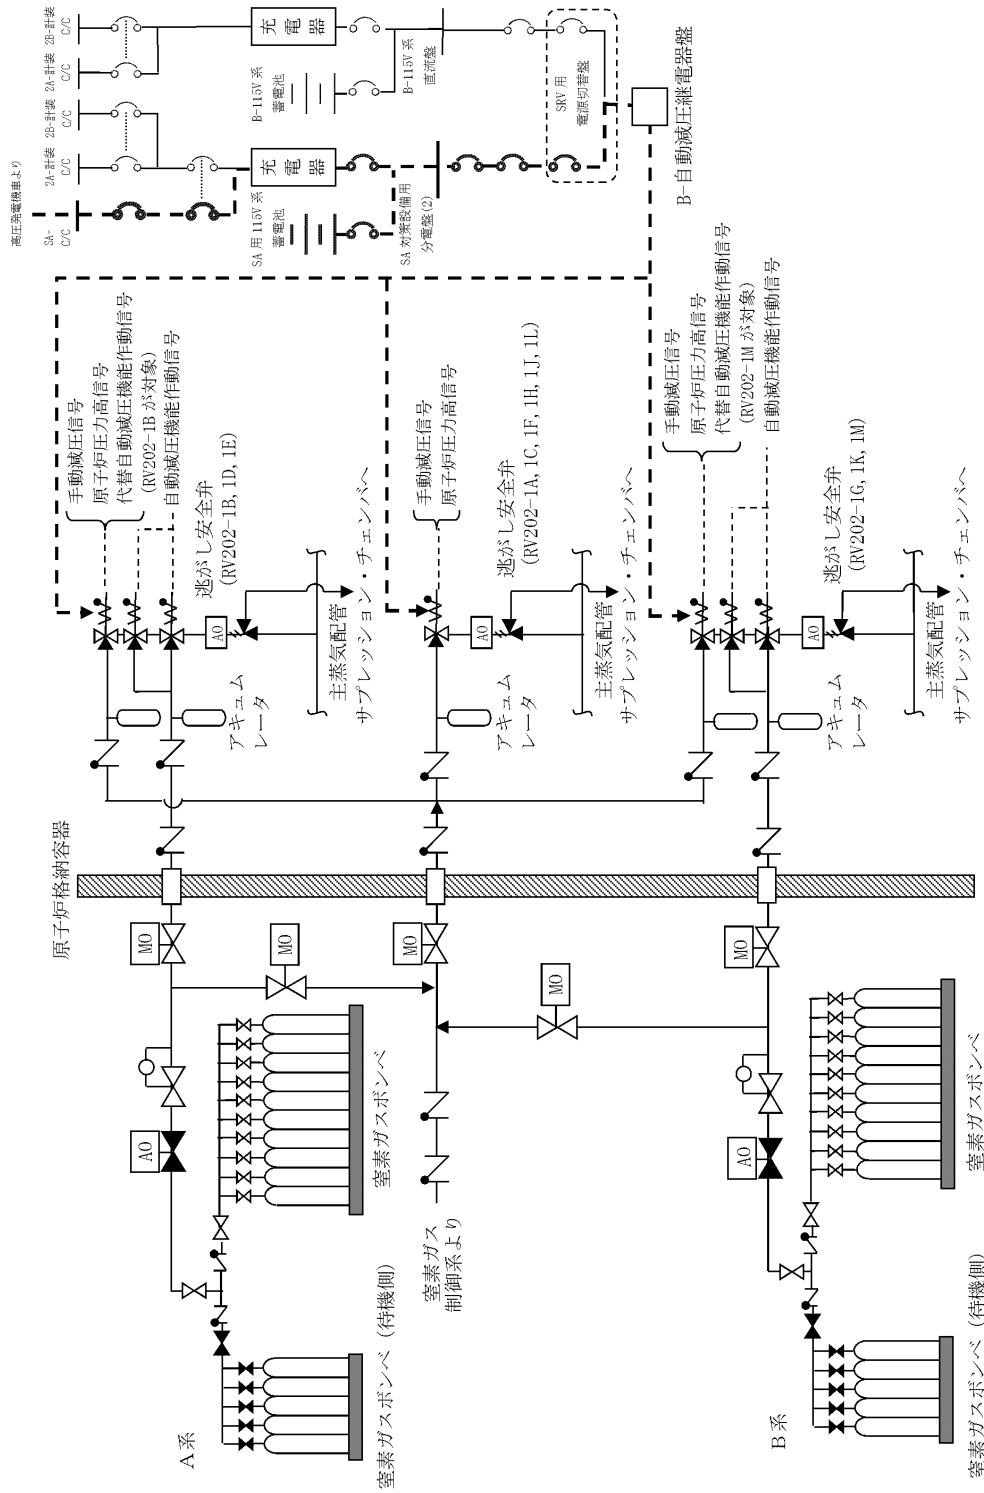 高圧発電機車より
SA-
C/C
2A-計装
C/C
2B-計装
C/C
2A-計装
C/C
2B-計装
C/C
充電器
充電器
SA用115V系
蓄電池
B-115V系
蓄電池
SA対策設備用
分電盤(2)
B-115V系
直流盤
SRV用
電源切替盤
B-自動減圧継電器盤
手動減圧信号
原子炉圧力高信号
代替自動減圧機能作動信号
(RV202-1Bが対象)
自動減圧機能作動信号
逃がし安全弁
(RV202-1B, 1D, 1E)
AO
主蒸気配管
サプレッション・チェンバへ
アキュム
レータ
手動減圧信号
原子炉圧力高信号
逃がし安全弁
(RV202-1A, 1C, 1F, 1H, 1J, 1L)
AO
主蒸気配管
サプレッション・チェンバへ
アキュム
レータ
手動減圧信号
原子炉圧力高信号
代替自動減圧機能作動信号
(RV202-1Mが対象)
自動減圧機能作動信号
逃がし安全弁
(RV202-1G, 1K, 1M)
AO
主蒸気配管
サプレッション・チェンバへ
アキュム
レータ
原子炉格納容器
MO
MO
MO
MO
MO
AO
AO
窒素ガスボンベ
窒素ガス
制御系より
窒素ガスボンベ
A系
窒素ガスボンベ（待機側）
B系
窒素ガスボンベ（待機側）